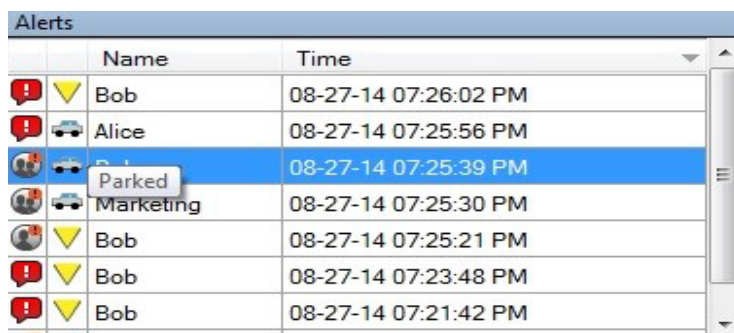 Alerts
Name Time
Bob 08-27-14 07:26:02 PM
Alice 08-27-14 07:25:56 PM
08-27-14 07:25:39 PM
Parked
Marketing 08-27-14 07:25:30 PM
Bob 08-27-14 07:25:21 PM
Bob 08-27-14 07:23:48 PM
Bob 08-27-14 07:21:42 PM